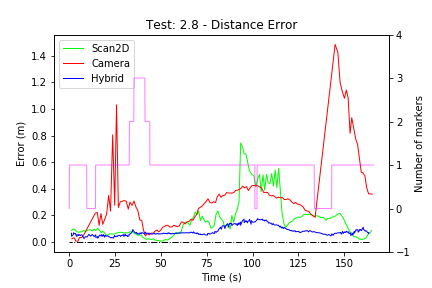 Test: 2.8 - Distance Error
Scan2D
Camera
Hybrid
Error (m)
1.4
1.2
1.0
0.8
0.6
0.4
0.2
0.0
4
3
2
1
0
−1
Number of markers
0 25 50 75 100 125 150
Time (s)